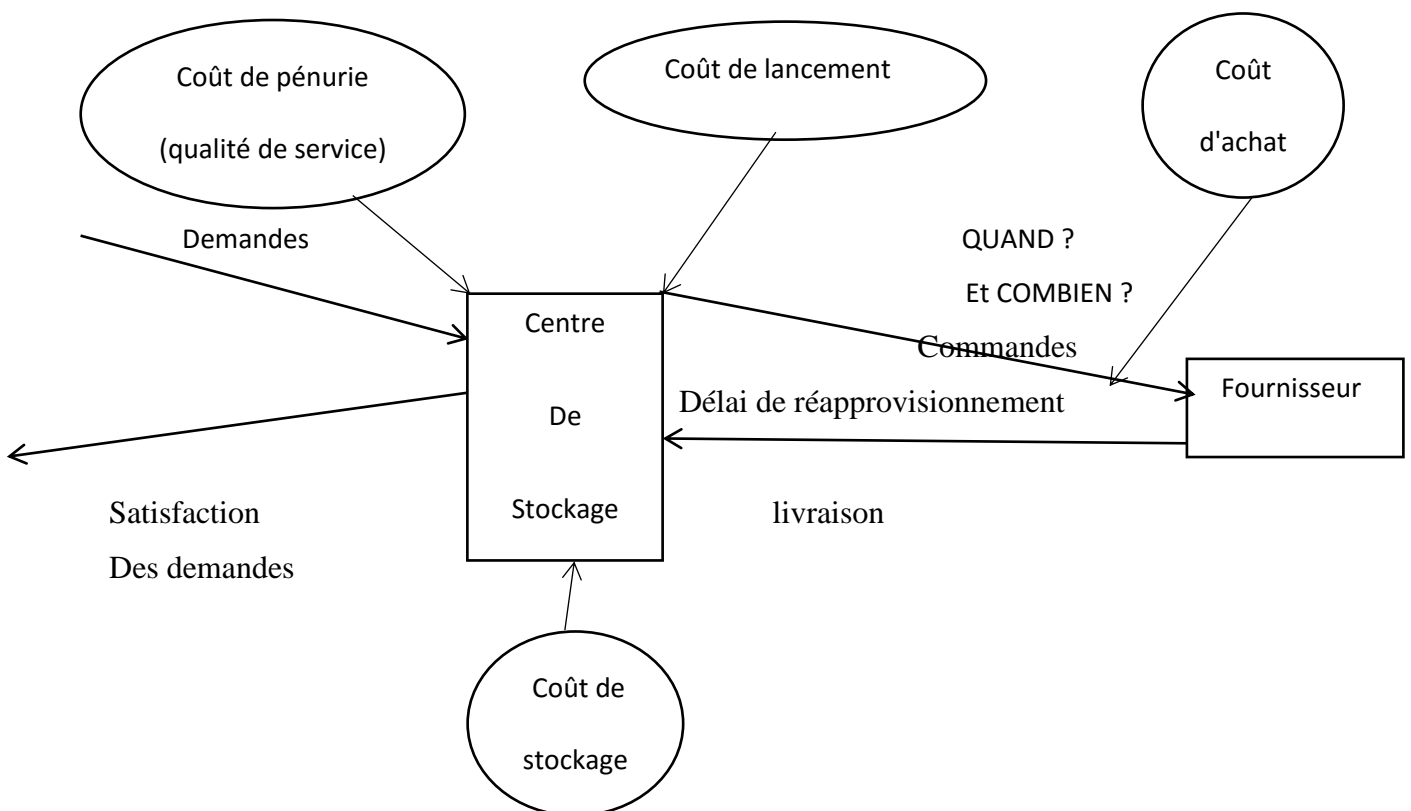 Coût de pénurie
(qualité de service)
Coût de lancement
Coût
d'achat
Demandes
QUAND ?
Et COMBIEN ?
Commandes
Centre
De
Stockage
Délai de réapprovisionnement
Fournisseur
Satisfaction
Des demandes
livraison
Coût de
stockage